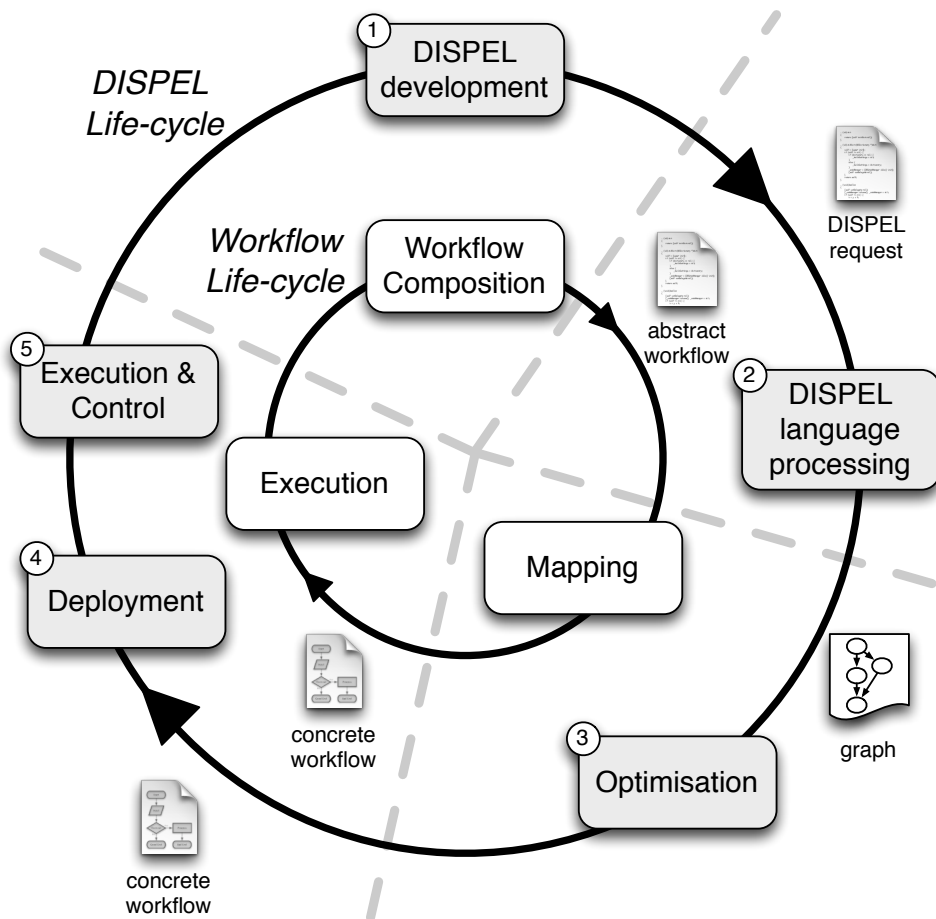 1
DISPEL
development
DISPEL
Life-cycle
DISPEL
request
Workflow
Life-cycle
Workflow
Composition
abstract
workflow
5
Execution &
Control
2
DISPEL
language
processing
Execution
Mapping
4
Deployment
concrete
workflow
graph
3
Optimisation
concrete
workflow